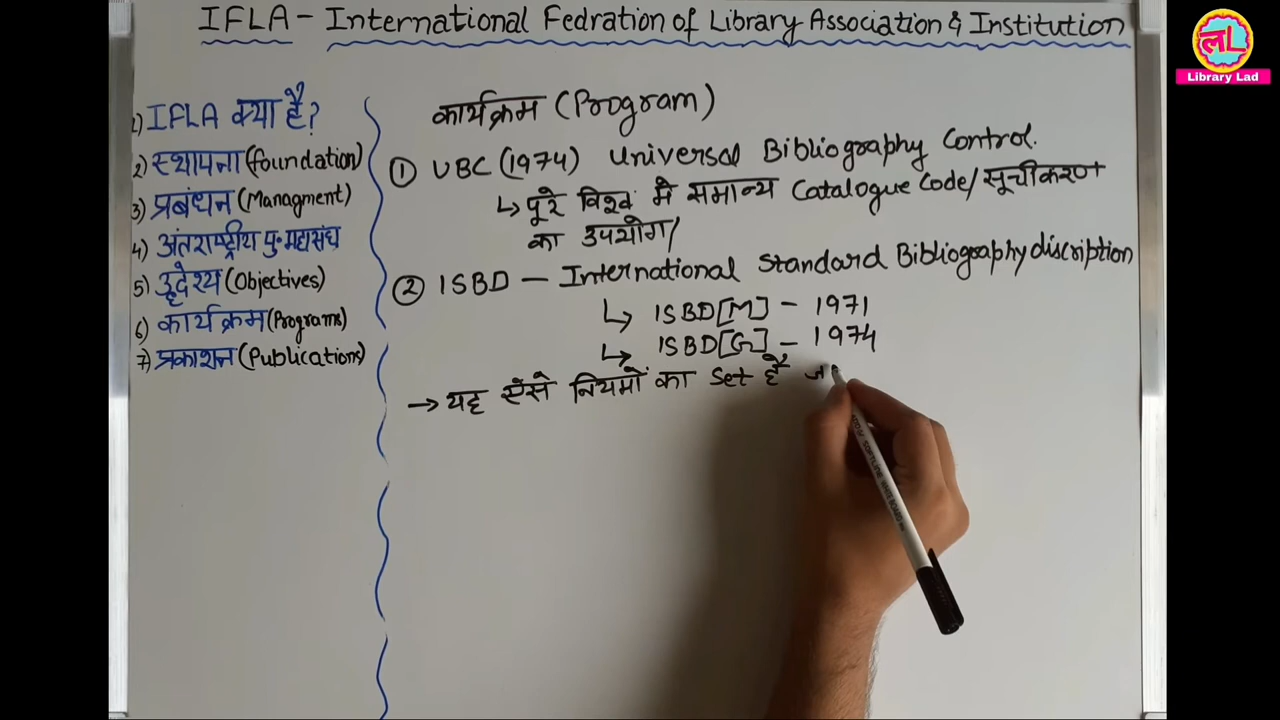 IFLA - International Fedration of Library Association & Institution
लL
Library Lad
1) IFLA क्या है?
2) स्थापना (foundation)
3) प्रबंधन (Managment)
4) अंतराष्ट्रीय पु॰ महासंघ
5) उद्देश्य (Objectives)
6) कार्यक्रम (Programs)
7) प्रकाशन (Publications)
कार्यक्रम (Program)
① UBC (1974) Universal Bibliography Control.
↳ पूरे विश्व मे समान्य Catalogue Code/सूचीकरण
का उपयोग/
② ISBD — International Standard Bibliography discription
↳ ISBD[M] - 1971
↳ ISBD[G] - 1974
→ यह ऐसे नियमों का Set है